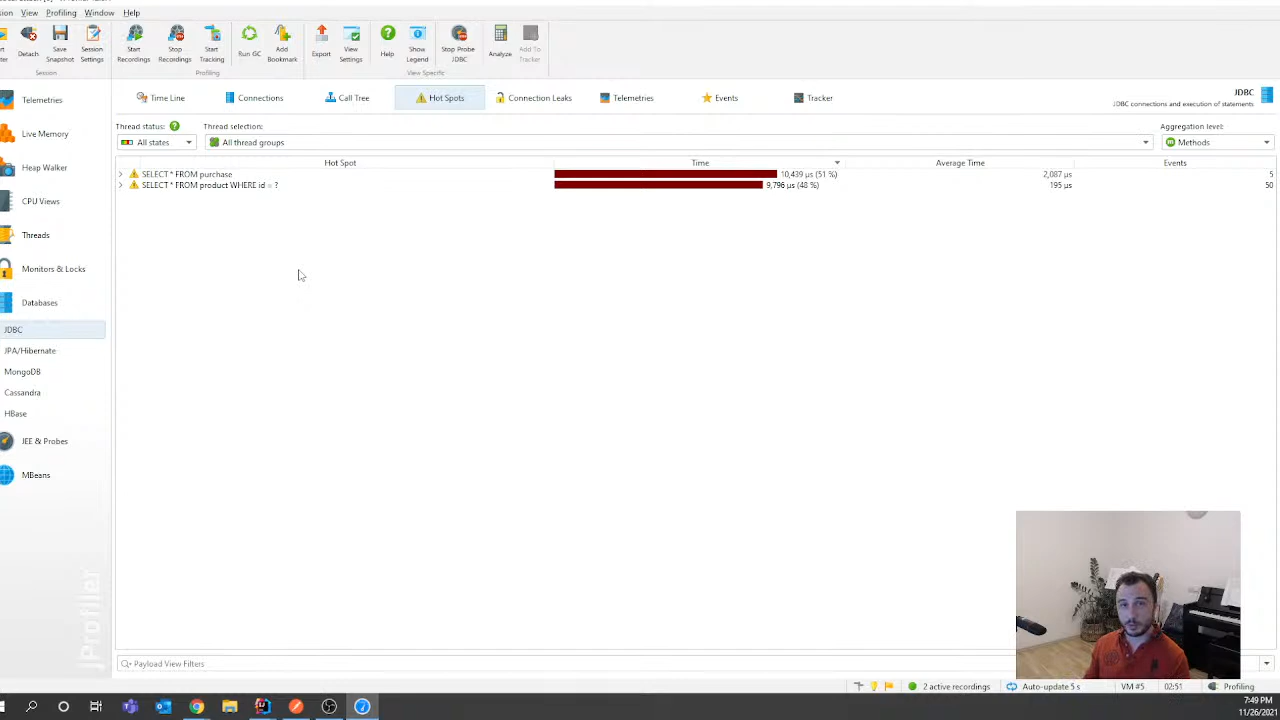 sion View Profiling Window Help
Start Recordings
Stop Recordings
Start Tracking
Run GC
Add Bookmark
Export
View Settings
Help
Show Legend
Stop Probe JDBC
Analyze
Add To Tracker
Detach
Save Snapshot
Session Settings
Session
Profiling
View Specific
Telemetries
Live Memory
Heap Walker
CPU Views
Threads
Monitors & Locks
Databases
JDBC
JPA/Hibernate
MongoDB
Cassandra
HBase
JEE & Probes
MBeans
JProfiler
Time Line
Connections
Call Tree
Hot Spots
Connection Leaks
Telemetries
Events
Tracker
JDBC
JDBC connections and execution of statements
Thread status:
All states
Thread selection:
All thread groups
Aggregation level:
Methods
Hot Spot Time Average Time Events
SELECT * FROM purchase 10,439 µs (51 %) 2,087 µs 5
SELECT * FROM product WHERE id = ? 9,796 µs (48 %) 195 µs 50
Payload View Filters
2 active recordings Auto-update 5 s VM #5 02:51 Profiling
7:49 PM
11/26/2021